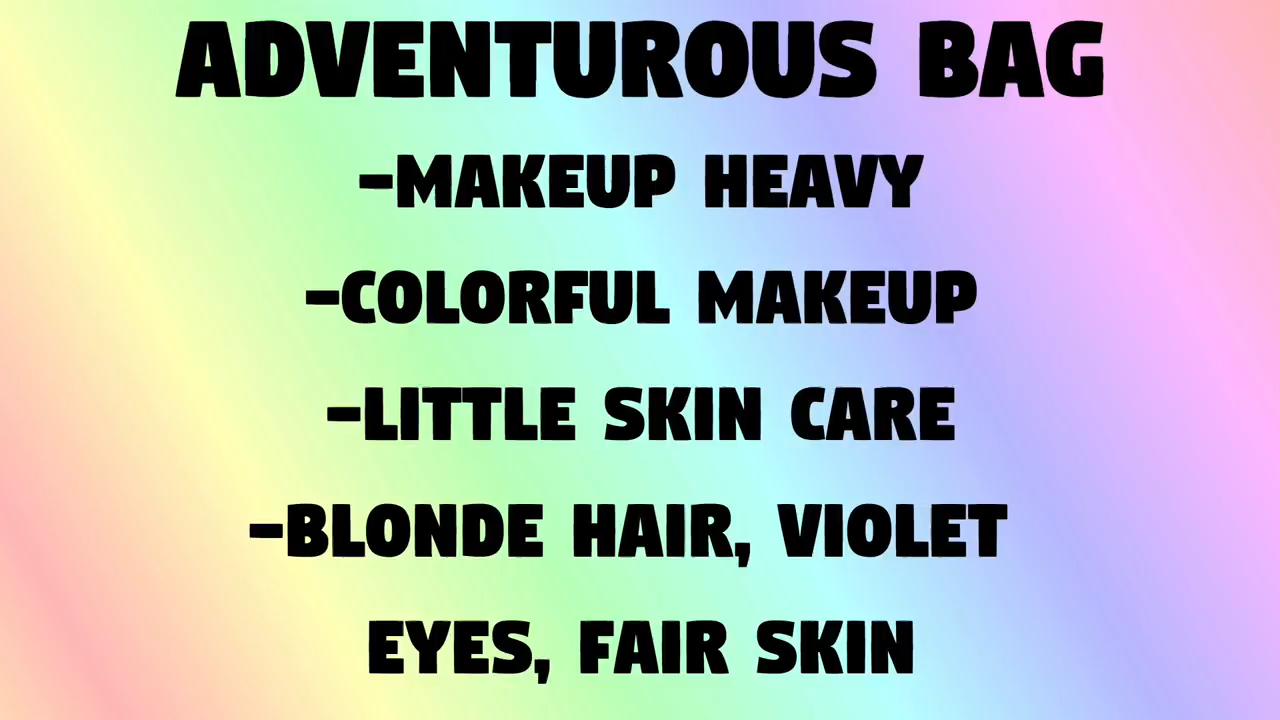 ADVENTUROUS BAG
-MAKEUP HEAVY
-COLORFUL MAKEUP
-LITTLE SKIN CARE
-BLONDE HAIR, VIOLET
EYES, FAIR SKIN